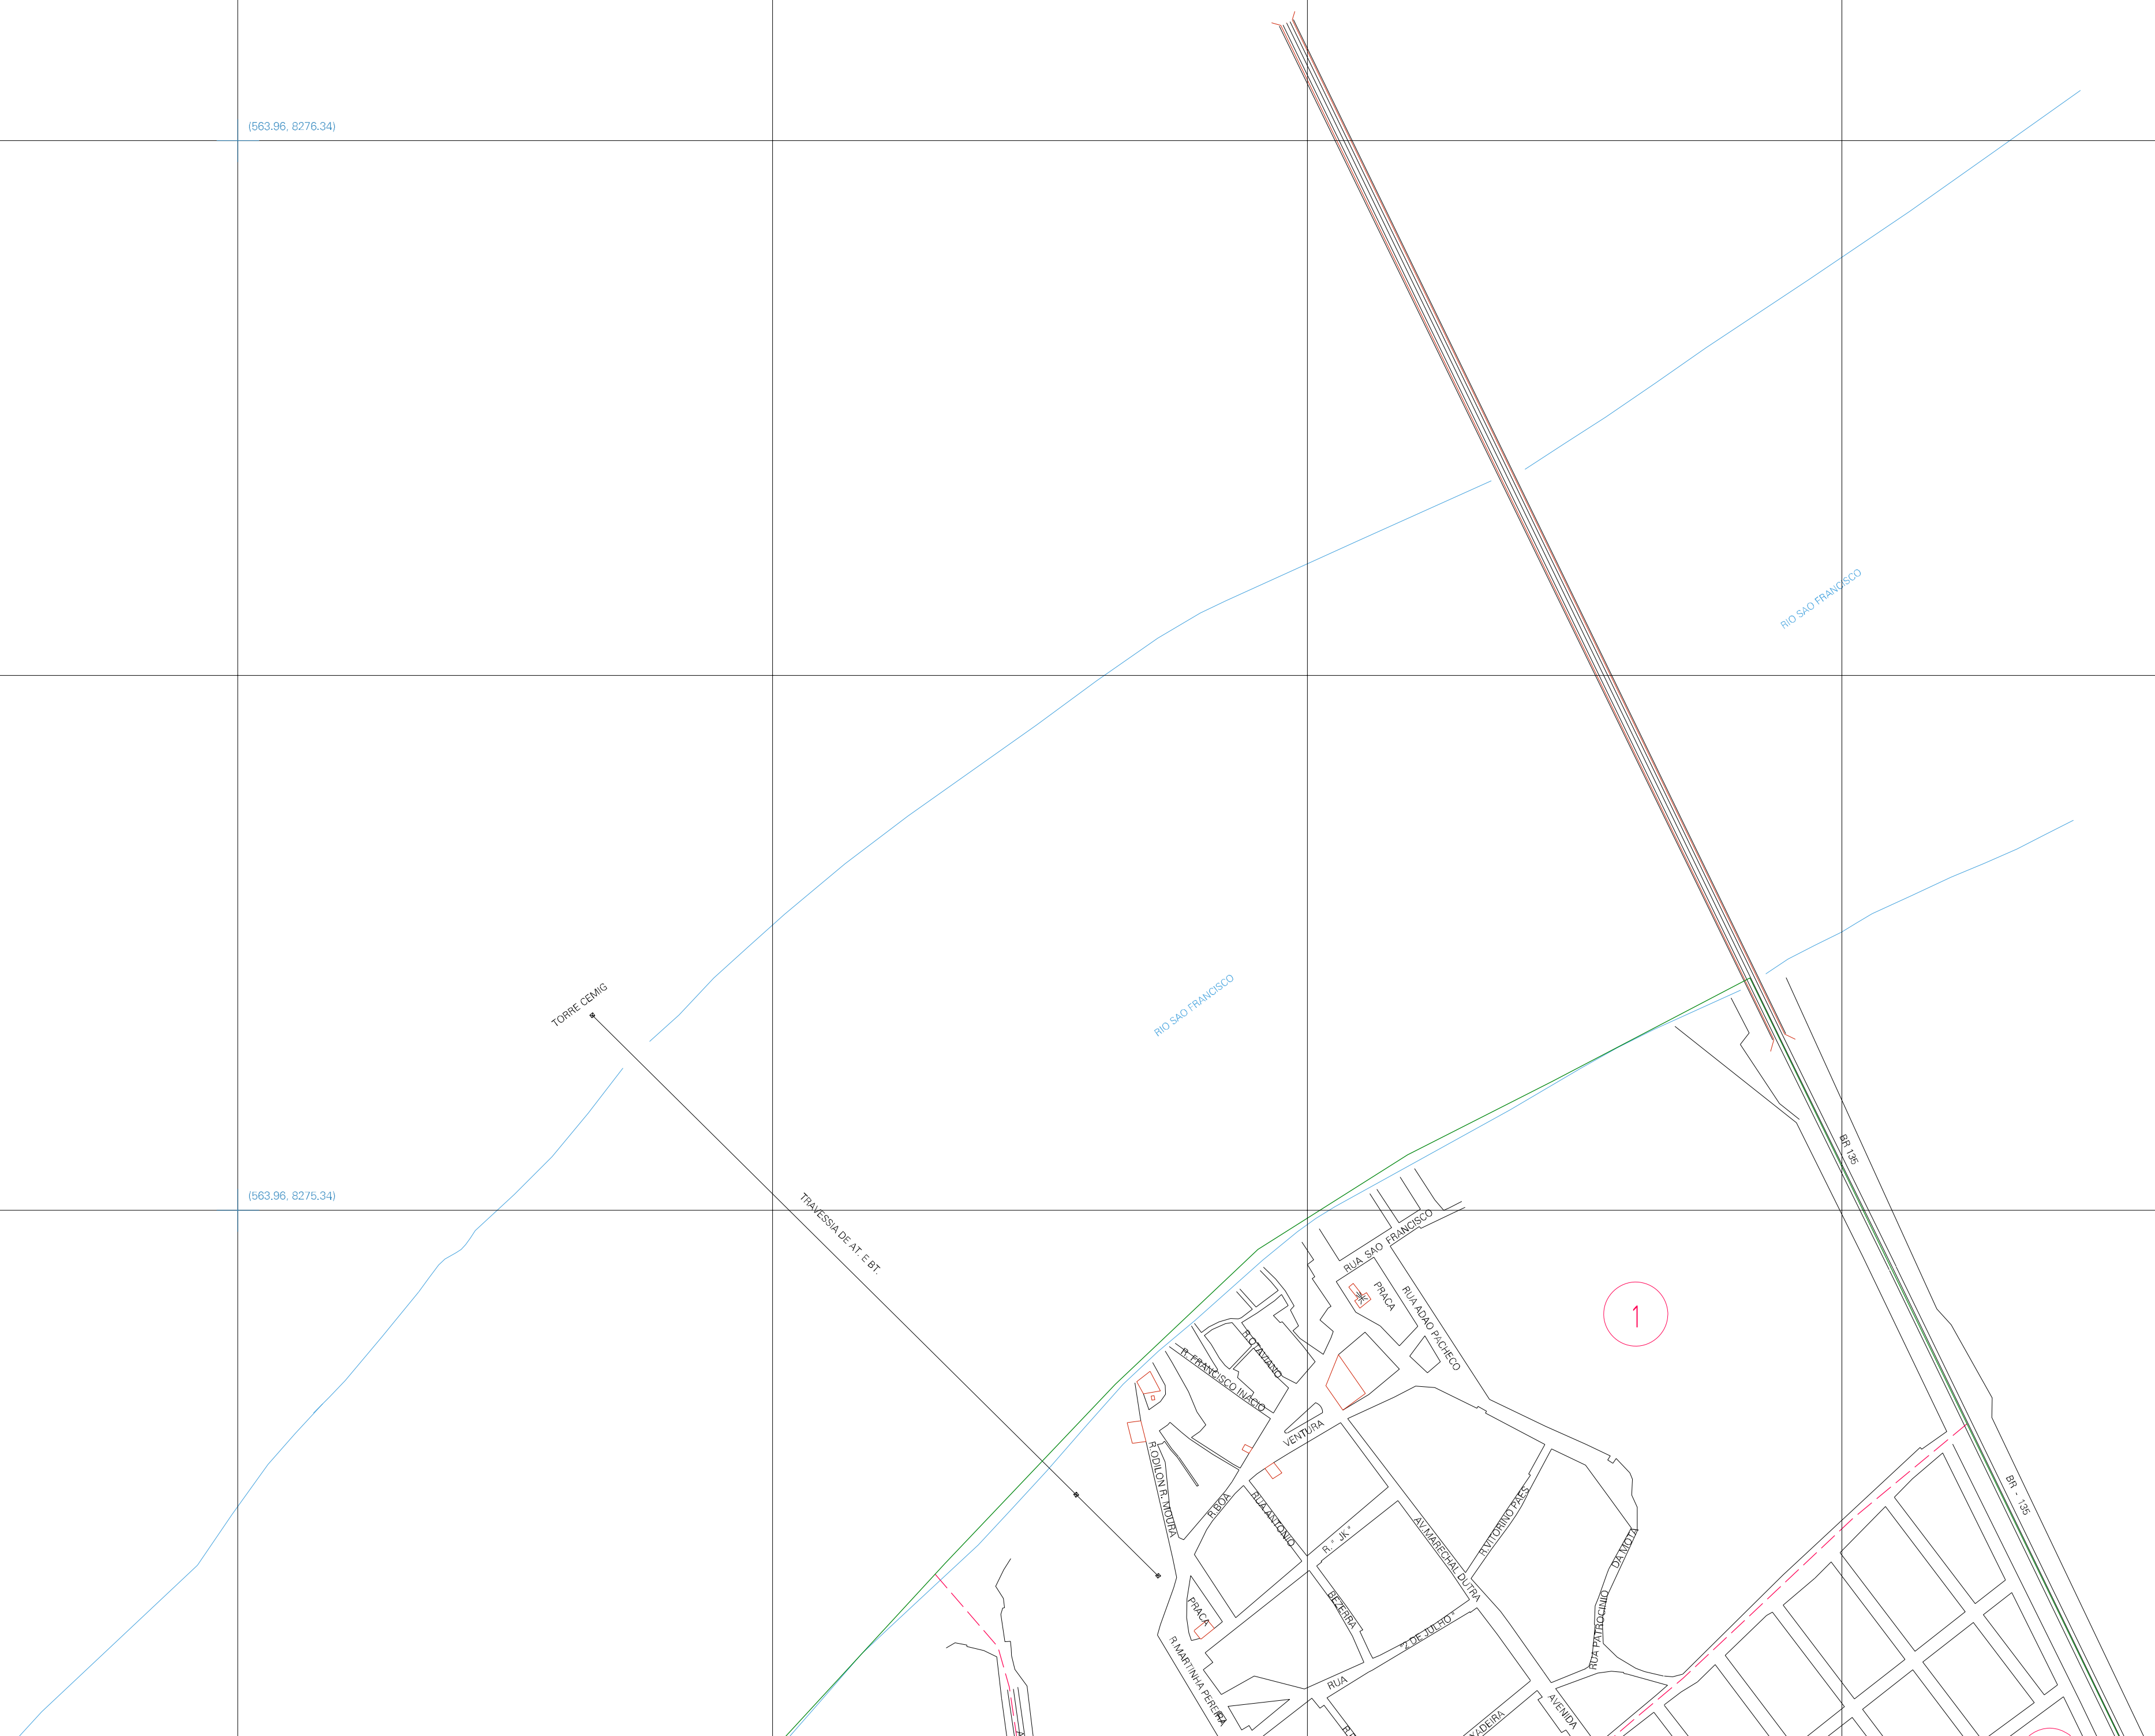 (563.96, 8276.34)
RIO SAO FRANCISCO
TORRE CEMIG
RIO SAO FRANCISCO
BR 135
(563.96, 8275.34)
TRAVESSIA DE AT. E BT.
RUA SAO FRANCISCO
PRACA
RUA ADAO PACHECO
1
R.OTAVIANO
R. FRANCISCO INACIO
VENTURA
R.ODILON R. MOURA
R.BOA
RUA ANTONIO
R." JK "
AV.MARECHAL DUTRA
R.VITORINO PAES
BR - 135
DA MOTA
PRACA
BEZERRA
"2 DE JULHO "
RUA PATROCINIO
R.MARTINHA PEREIRA
RUA
AVENIDA